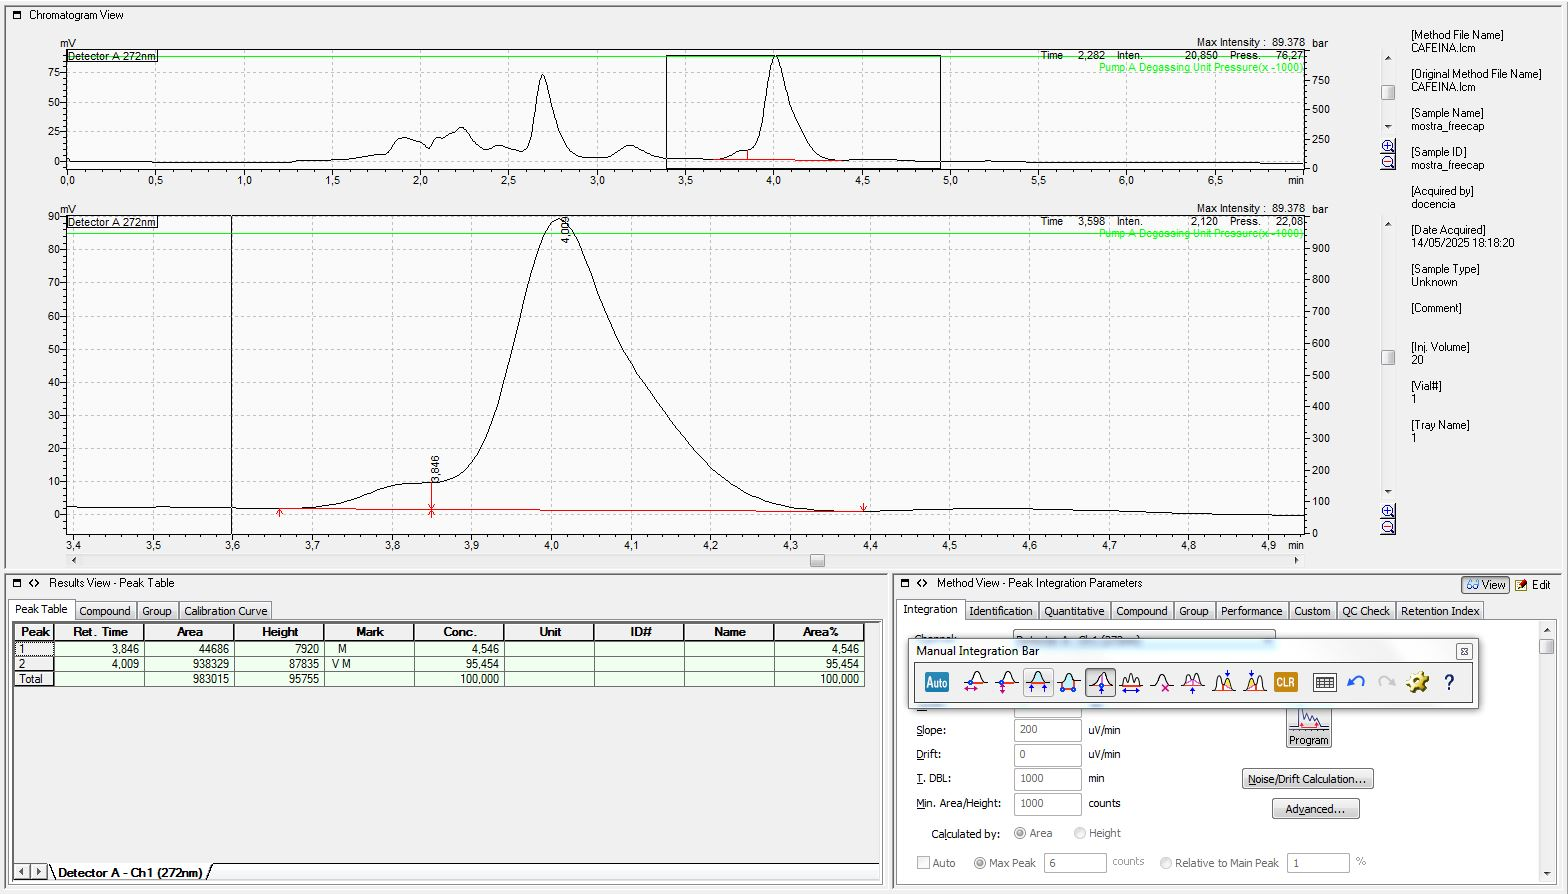 Chromatogram View
mV
Detector A 272nm
Max Intensity : 89.378 bar
Time 2,282 Inten. 20,850 Press. 76,27
Pump A Degassing Unit Pressure(x -1000)
75
50
25
0
750
500
250
0
0,0 0,5 1,0 1,5 2,0 2,5 3,0 3,5 4,0 4,5 5,0 5,5 6,0 6,5 min
mV
Detector A 272nm
Max Intensity : 89.378 bar
Time 3,598 Inten. 2,120 Press. 22,08
Pump A Degassing Unit Pressure(x -1000)
90
80
70
60
50
40
30
20
10
0
900
800
700
600
500
400
300
200
100
0
4,009
3,846
3,4 3,5 3,6 3,7 3,8 3,9 4,0 4,1 4,2 4,3 4,4 4,5 4,6 4,7 4,8 4,9 min
[Method File Name]
CAFEINA.lcm
[Original Method File Name]
CAFEINA.lcm
[Sample Name]
mostra_freecap
[Sample ID]
mostra_freecap
[Acquired by]
docencia
[Date Acquired]
14/05/2025 18:18:20
[Sample Type]
Unknown
[Comment]
[Inj. Volume]
20
[Vial#]
1
[Tray Name]
1
Results View - Peak Table
Peak Table Compound Group Calibration Curve
Peak Ret. Time Area Height Mark Conc. Unit ID# Name Area%
1 3,846 44686 7920 M 4,546 4,546
2 4,009 938329 87835 V M 95,454 95,454
Total 983015 95755 100,000 100,000
Detector A - Ch1 (272nm)
Method View - Peak Integration Parameters
View Edit
Integration Identification Quantitative Compound Group Performance Custom QC Check Retention Index
Manual Integration Bar
Auto
CLR
?
Program
Slope: 200 uV/min
Drift: 0 uV/min
T. DBL: 1000 min
Min. Area/Height: 1000 counts
Noise/Drift Calculation...
Advanced...
Calculated by: Area Height
Auto Max Peak 6 counts Relative to Main Peak 1 %